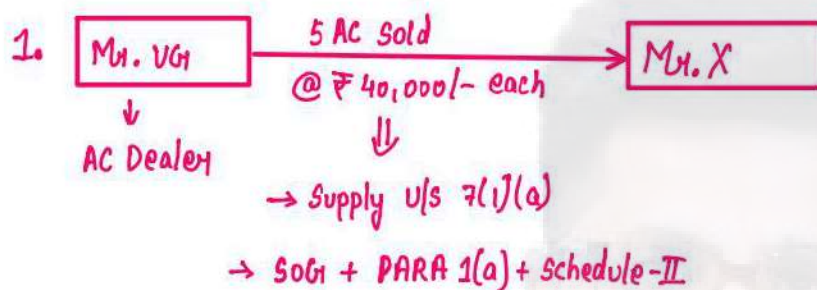 1. Mr. VG 5 AC Sold Mr. X
@ ₹ 40,000/- each
AC Dealer
→ Supply U/s 7(1)(a)
→ SOG + PARA 1(a) + Schedule-II